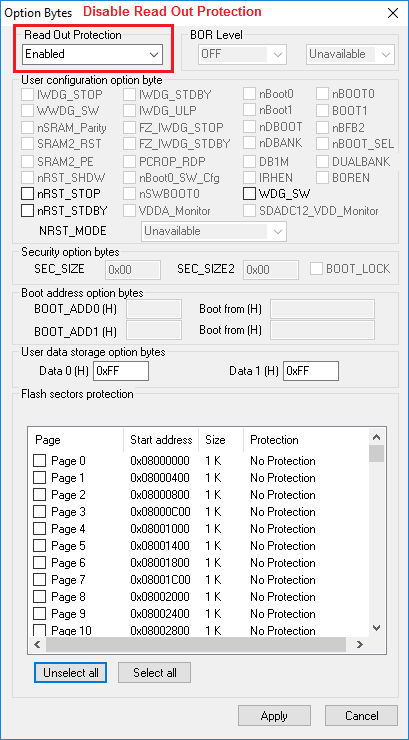 Option Bytes Disable Read Out Protection
Read Out Protection BOR Level
Enabled OFF Unavailable
User configuration option byte
IWDG_STOP IWDG_STDBY nBoot0 nBOOT0
WWDG_SW IWDG_ULP nBoot1 BOOT1
nSRAM_Parity FZ_IWDG_STOP nDBOOT nBFB2
SRAM2_RST FZ_IWDG_STDBY nDBANK nBOOT_SEL
SRAM2_PE PCROP_RDP DB1M DUALBANK
nRST_SHDW nBoot0_SW_Cfg IRHEN BOREN
nRST_STOP nSWBOOT0 WDG_SW
nRST_STDBY VDDA_Monitor SDADC12_VDD_Monitor
NRST_MODE Unavailable
Security option bytes
SEC_SIZE 0x00 SEC_SIZE2 0x00 BOOT_LOCK
Boot address option bytes
BOOT_ADD0 (H) Boot from (H)
BOOT_ADD1 (H) Boot from (H)
User data storage option bytes
Data 0 (H) 0xFF Data 1 (H) 0xFF
Flash sectors protection
Page Start address Size Protection
Page 0 0x08000000 1 K No Protection
Page 1 0x08000400 1 K No Protection
Page 2 0x08000800 1 K No Protection
Page 3 0x08000C00 1 K No Protection
Page 4 0x08001000 1 K No Protection
Page 5 0x08001400 1 K No Protection
Page 6 0x08001800 1 K No Protection
Page 7 0x08001C00 1 K No Protection
Page 8 0x08002000 1 K No Protection
Page 9 0x08002400 1 K No Protection
Page 10 0x08002800 1 K No Protection
Unselect all Select all
Apply Cancel